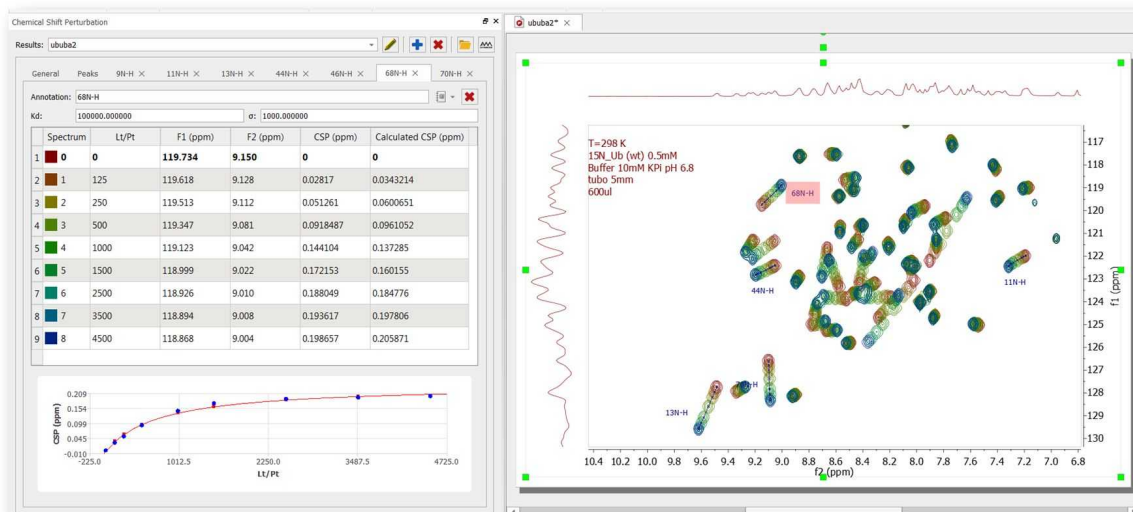 Chemical Shift Perturbation
Results: ububa2
General Peaks 9N-H 11N-H 13N-H 44N-H 46N-H 68N-H 70N-H
Annotation: 68N-H
Kd: 100000.000000 σ: 1000.000000
Spectrum Lt/Pt F1 (ppm) F2 (ppm) CSP (ppm) Calculated CSP (ppm)
1 0 0 119.734 9.150 0 0
2 1 125 119.618 9.128 0.02817 0.0343214
3 2 250 119.513 9.112 0.051261 0.0600651
4 3 500 119.347 9.081 0.0918487 0.0961052
5 4 1000 119.123 9.042 0.144104 0.137285
6 5 1500 118.999 9.022 0.172153 0.160155
7 6 2500 118.926 9.010 0.188049 0.184776
8 7 3500 118.894 9.008 0.193617 0.197806
9 8 4500 118.868 9.004 0.198657 0.205871
CSP (ppm)
0.209
0.154
0.099
0.045
-0.010
-225.0 1012.5 2250.0 3487.5 4725.0
Lt/Pt
ububa2*
T=298 K
15N_Ub (wt) 0.5mM
Buffer 10mM KPi pH 6.8
tubo 5mm
600ul
68N-H
44N-H
11N-H
13N-H
117
118
119
120
121
122
123
124
125
126
127
128
129
130
f1 (ppm)
10.4 10.2 10.0 9.8 9.6 9.4 9.2 9.0 8.8 8.6 8.4 8.2 8.0 7.8 7.6 7.4 7.2 7.0 6.8
f2 (ppm)